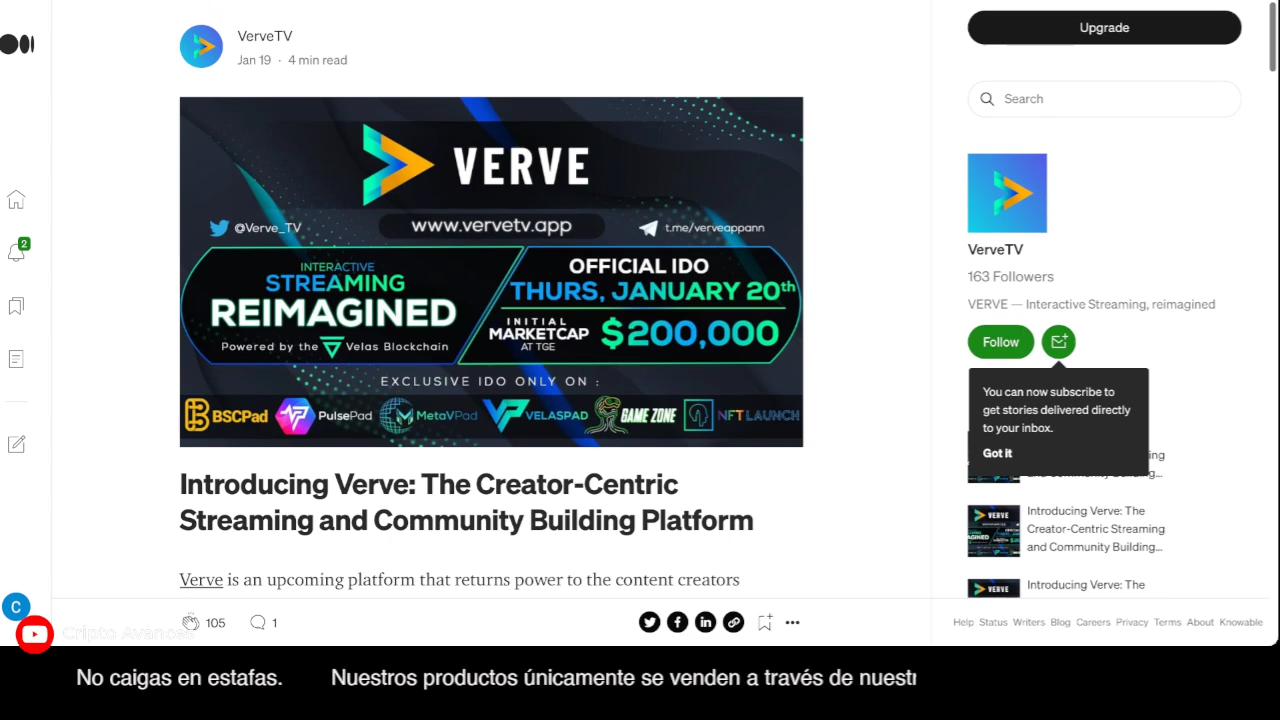 VerveTV
Jan 19 · 4 min read
VERVE
@Verve_TV
www.vervetv.app
t.me/verveappann
INTERACTIVE
STREAMING
REIMAGINED
Powered by the Velas Blockchain
OFFICIAL IDO
THURS, JANUARY 20th
INITIAL
MARKETCAP
AT TGE
$200,000
EXCLUSIVE IDO ONLY ON :
BSCPad PulsePad MetaVPad VELASPAD GAME ZONE NFT LAUNCH
Introducing Verve: The Creator-Centric
Streaming and Community Building Platform
Verve is an upcoming platform that returns power to the content creators
105 1
Upgrade
Search
VerveTV
163 Followers
VERVE — Interactive Streaming, reimagined
Follow
You can now subscribe to
get stories delivered directly
to your inbox.
Got it
Introducing Verve: The
Creator-Centric Streaming
and Community Building...
Introducing Verve: The
Help Status Writers Blog Careers Privacy Terms About Knowable
2
C
Cripto Avances
No caigas en estafas. Nuestros productos únicamente se venden a través de nuestr